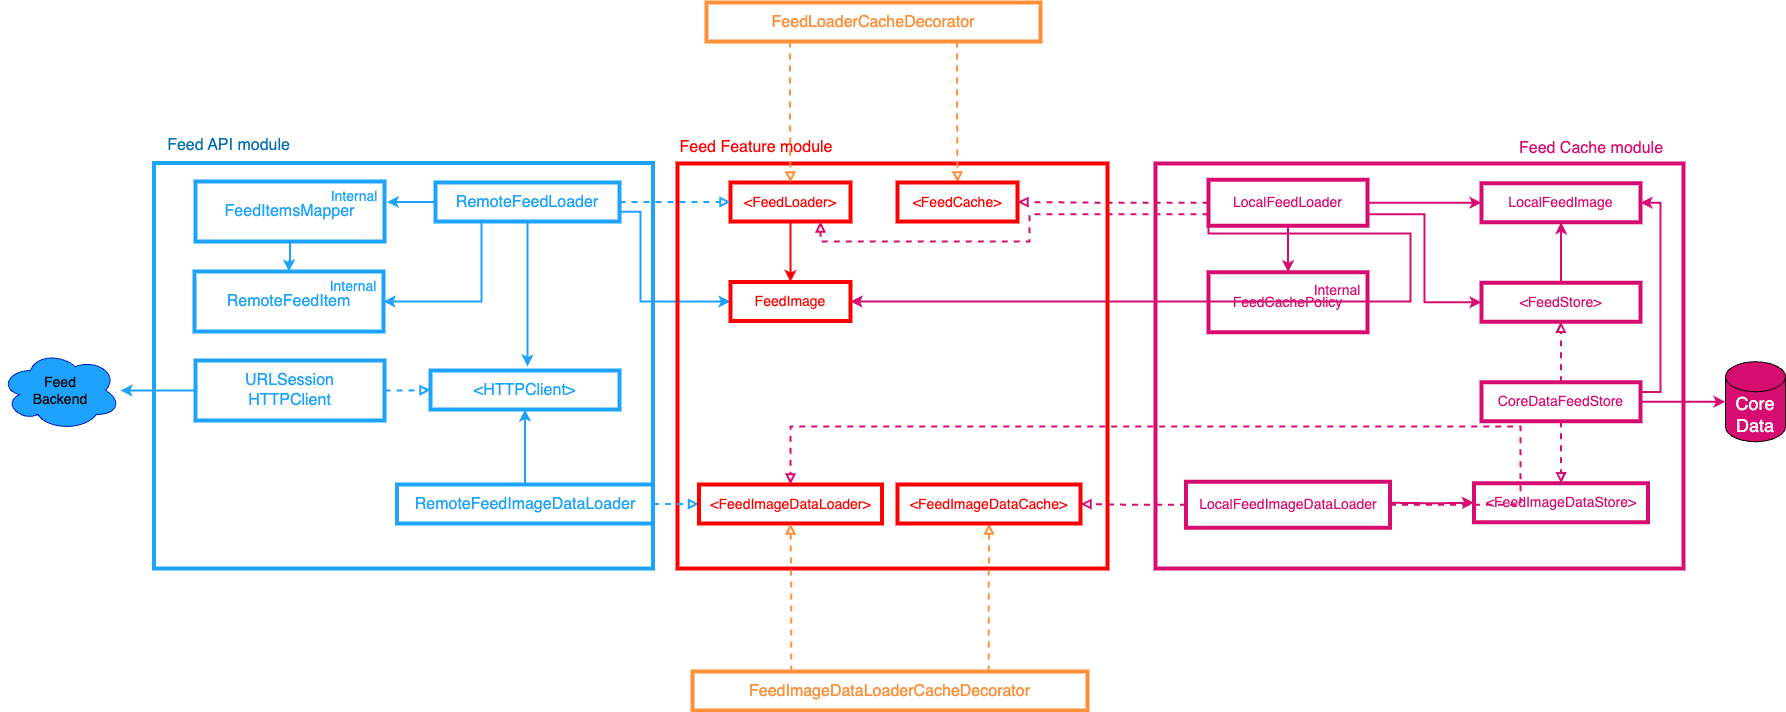 FeedLoaderCacheDecorator
Feed API module
Feed Feature module
Feed Cache module
Internal
FeedItemsMapper
RemoteFeedLoader
<FeedLoader>
<FeedCache>
LocalFeedLoader
LocalFeedImage
Internal
RemoteFeedItem
FeedImage
Internal
FeedCachePolicy
<FeedStore>
Feed
Backend
URLSession
HTTPClient
<HTTPClient>
CoreDataFeedStore
Core
Data
RemoteFeedImageDataLoader
<FeedImageDataLoader>
<FeedImageDataCache>
LocalFeedImageDataLoader
<FeedImageDataStore>
FeedImageDataLoaderCacheDecorator